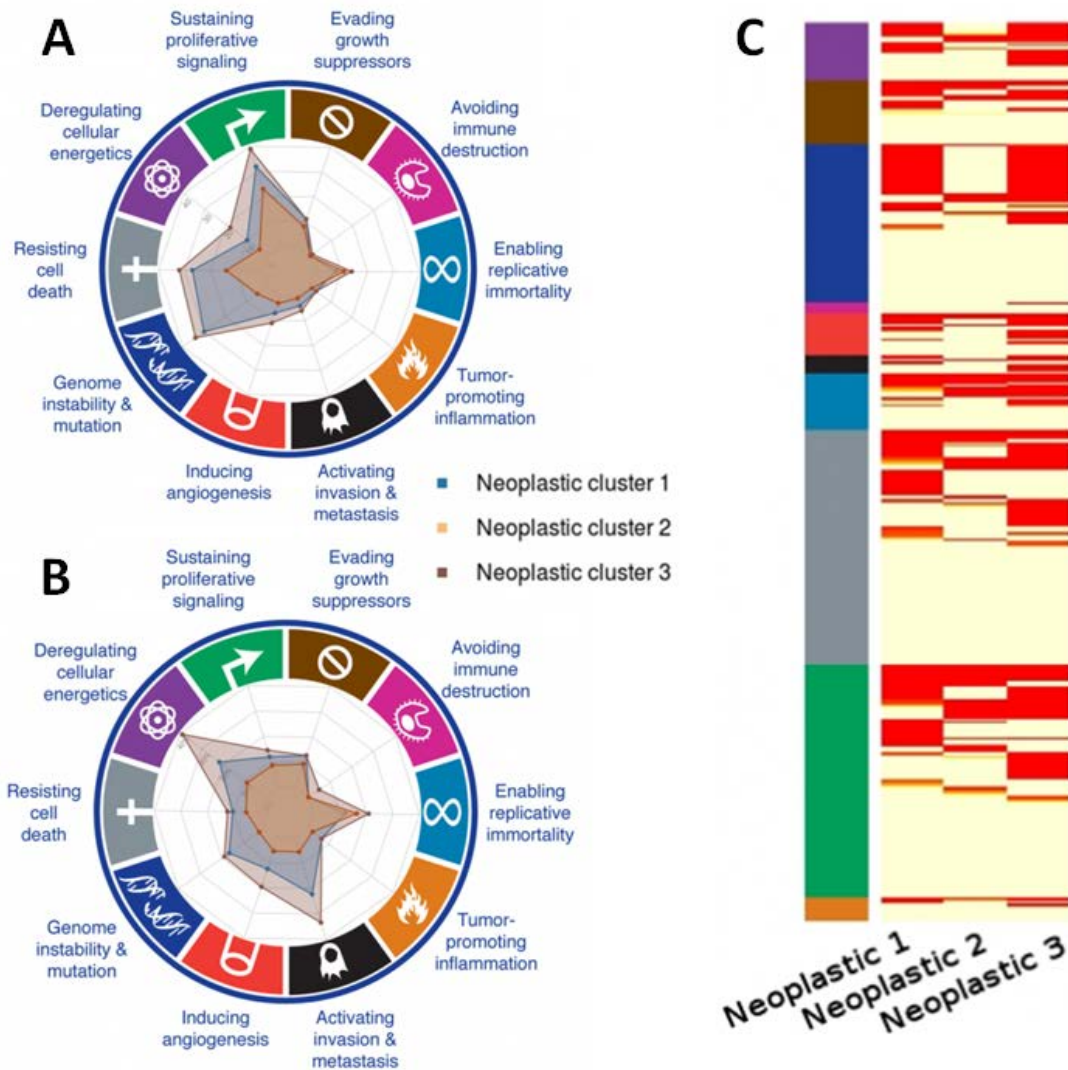 A
Sustaining
proliferative
signaling
Evading
growth
suppressors
Deregulating
cellular
energetics
Avoiding
immune
destruction
Resisting
cell
death
Enabling
replicative
immortality
Genome
instability &
mutation
Tumor-
promoting
inflammation
Inducing
angiogenesis
Activating
invasion &
metastasis
Neoplastic cluster 1
Neoplastic cluster 2
Neoplastic cluster 3
B
Sustaining
proliferative
signaling
Evading
growth
suppressors
Deregulating
cellular
energetics
Avoiding
immune
destruction
Resisting
cell
death
Enabling
replicative
immortality
Genome
instability &
mutation
Tumor-
promoting
inflammation
Inducing
angiogenesis
Activating
invasion &
metastasis
C
Neoplastic 1
Neoplastic 2
Neoplastic 3